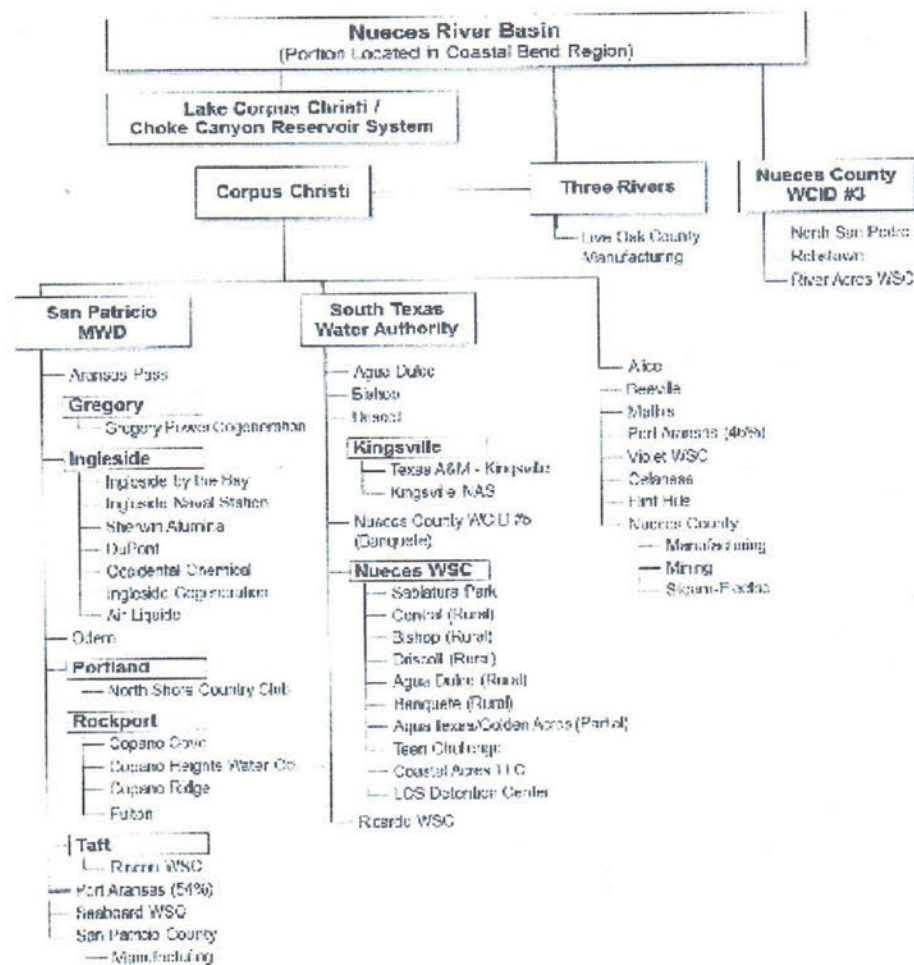 Nueces River Basin
(Portion Located in Coastal Bend Region)
Lake Corpus Christi /
Choke Canyon Reservoir System
Corpus Christi
Three Rivers
Nueces County
WCID #3
Live Oak County
Manufacturing
North San Pedro
Robstown
River Acres WSC
San Patricio
MWD
Aransas Pass
Gregory
Gregory Power Cogeneration
Ingleside
Ingleside by the Bay
Ingleside Naval Station
Sherwin Alumina
DuPont
Occidental Chemical
Ingleside Cogeneration
Air Liquide
Odem
Portland
North Shore Country Club
Rockport
Copano Cove
Copano Heights Water Co.
Copano Ridge
Fulton
Taft
Rincon WSC
Port Aransas (54%)
Seaboard WSC
San Patricio County
Manufacturing
South Texas
Water Authority
Agua Dulce
Bishop
Driscoll
Kingsville
Texas A&M - Kingsville
Kingsville NAS
Nueces County WCID #5
(Banquete)
Nueces WSC
Sablatura Park
Central (Rural)
Bishop (Rural)
Driscoll (Rural)
Agua Dulce (Rural)
Banquete (Rural)
Aqua Texas/Golden Acres (Partial)
Teen Challenge
Coastal Acres LLC
LCS Detention Center
Ricardo WSC
Alice
Beeville
Mathis
Port Aransas (46%)
Violet WSC
Celanese
Flint Hills
Nueces County
Manufacturing
Mining
Steam-Electric